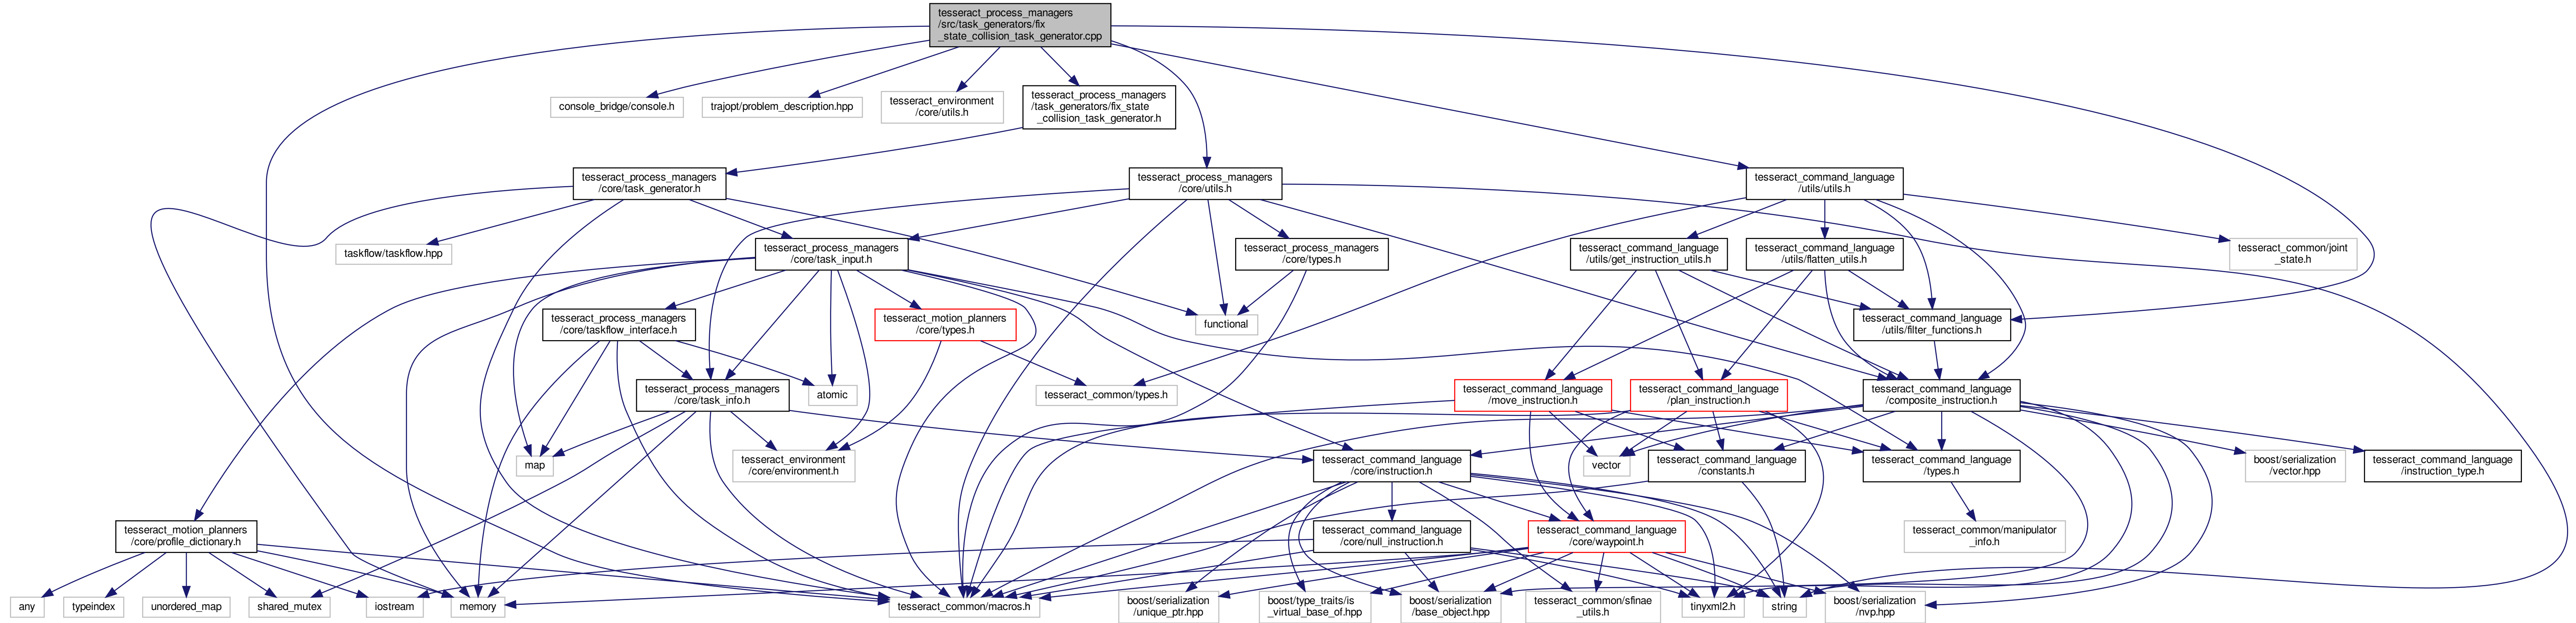 tesseract_process_managers
/src/task_generators/fix
_state_collision_task_generator.cpp
console_bridge/console.h
trajopt/problem_description.hpp
tesseract_environment
/core/utils.h
tesseract_process_managers
/task_generators/fix_state
_collision_task_generator.h
tesseract_process_managers
/core/task_generator.h
tesseract_process_managers
/core/utils.h
tesseract_command_language
/utils/utils.h
taskflow/taskflow.hpp
tesseract_process_managers
/core/task_input.h
tesseract_process_managers
/core/types.h
tesseract_command_language
/utils/get_instruction_utils.h
tesseract_command_language
/utils/flatten_utils.h
tesseract_common/joint
_state.h
tesseract_process_managers
/core/taskflow_interface.h
tesseract_motion_planners
/core/types.h
functional
tesseract_command_language
/utils/filter_functions.h
tesseract_process_managers
/core/task_info.h
atomic
tesseract_common/types.h
tesseract_command_language
/move_instruction.h
tesseract_command_language
/plan_instruction.h
tesseract_command_language
/composite_instruction.h
map
tesseract_environment
/core/environment.h
tesseract_command_language
/core/instruction.h
vector
tesseract_command_language
/constants.h
tesseract_command_language
/types.h
boost/serialization
/vector.hpp
tesseract_command_language
/instruction_type.h
tesseract_motion_planners
/core/profile_dictionary.h
tesseract_command_language
/core/null_instruction.h
tesseract_command_language
/core/waypoint.h
tesseract_common/manipulator
_info.h
any
typeindex
unordered_map
shared_mutex
iostream
memory
tesseract_common/macros.h
boost/serialization
/unique_ptr.hpp
boost/type_traits/is
_virtual_base_of.hpp
boost/serialization
/base_object.hpp
tesseract_common/sfinae
_utils.h
tinyxml2.h
string
boost/serialization
/nvp.hpp